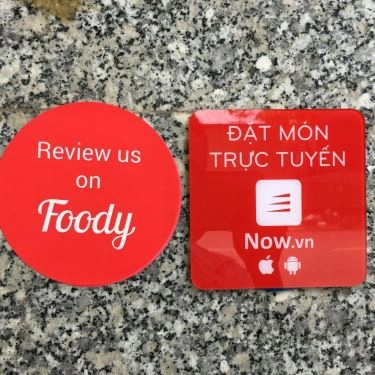 Review us
on
Foody
ĐẶT MÓN
TRỰC TUYẾN
Now.vn